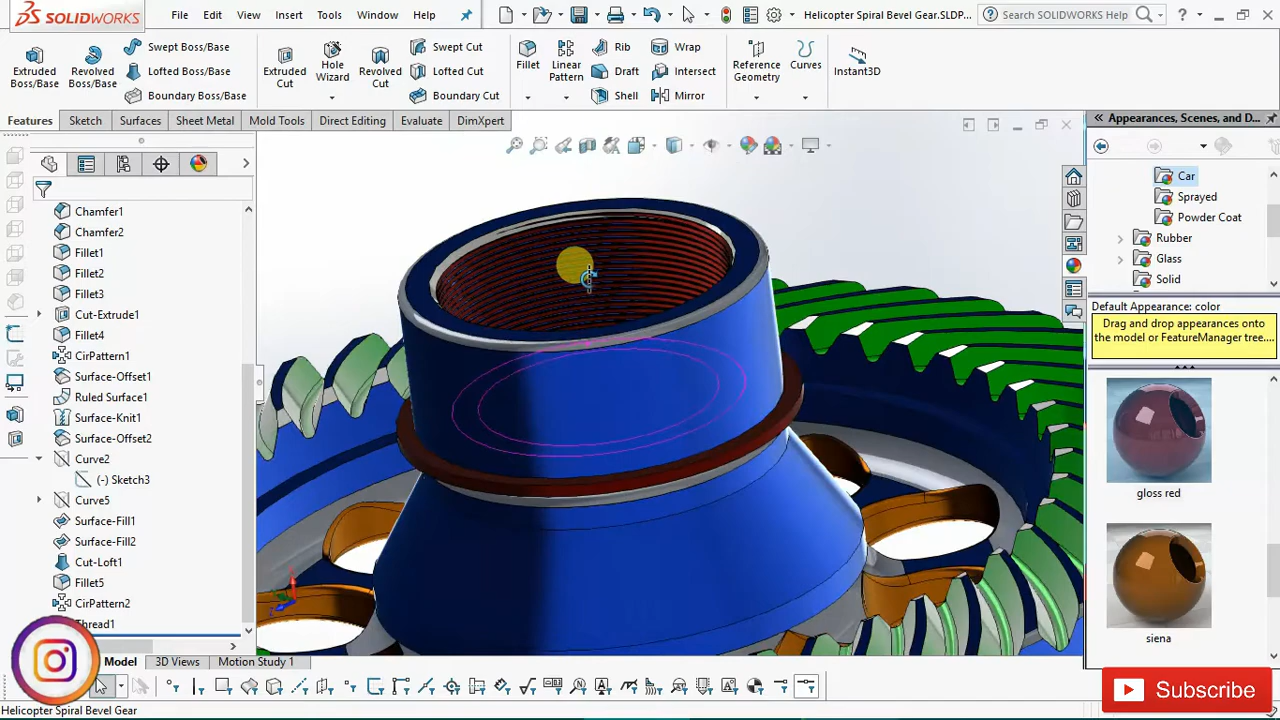 SOLIDWORKS File Edit View Insert Tools Window Help Helicopter Spiral Bevel Gear.SLDP... Search SOLIDWORKS Help ?
Extruded Boss/Base
Revolved Boss/Base
Swept Boss/Base
Lofted Boss/Base
Boundary Boss/Base
Extruded Cut
Hole Wizard
Revolved Cut
Swept Cut
Lofted Cut
Boundary Cut
Fillet
Linear Pattern
Rib
Draft
Shell
Wrap
Intersect
Mirror
Reference Geometry
Curves
Instant3D
Features Sketch Surfaces Sheet Metal Mold Tools Direct Editing Evaluate DimXpert
Appearances, Scenes, and D...
Chamfer1
Chamfer2
Fillet1
Fillet2
Fillet3
Cut-Extrude1
Fillet4
CirPattern1
Surface-Offset1
Ruled Surface1
Surface-Knit1
Surface-Offset2
Curve2
(-) Sketch3
Curve5
Surface-Fill1
Surface-Fill2
Cut-Loft1
Fillet5
CirPattern2
Thread1
Car
Sprayed
Powder Coat
Rubber
Glass
Solid
Default Appearance: color
Drag and drop appearances onto
the model or FeatureManager tree....
gloss red
siena
Model 3D Views Motion Study 1
Subscribe
Helicopter Spiral Bevel Gear